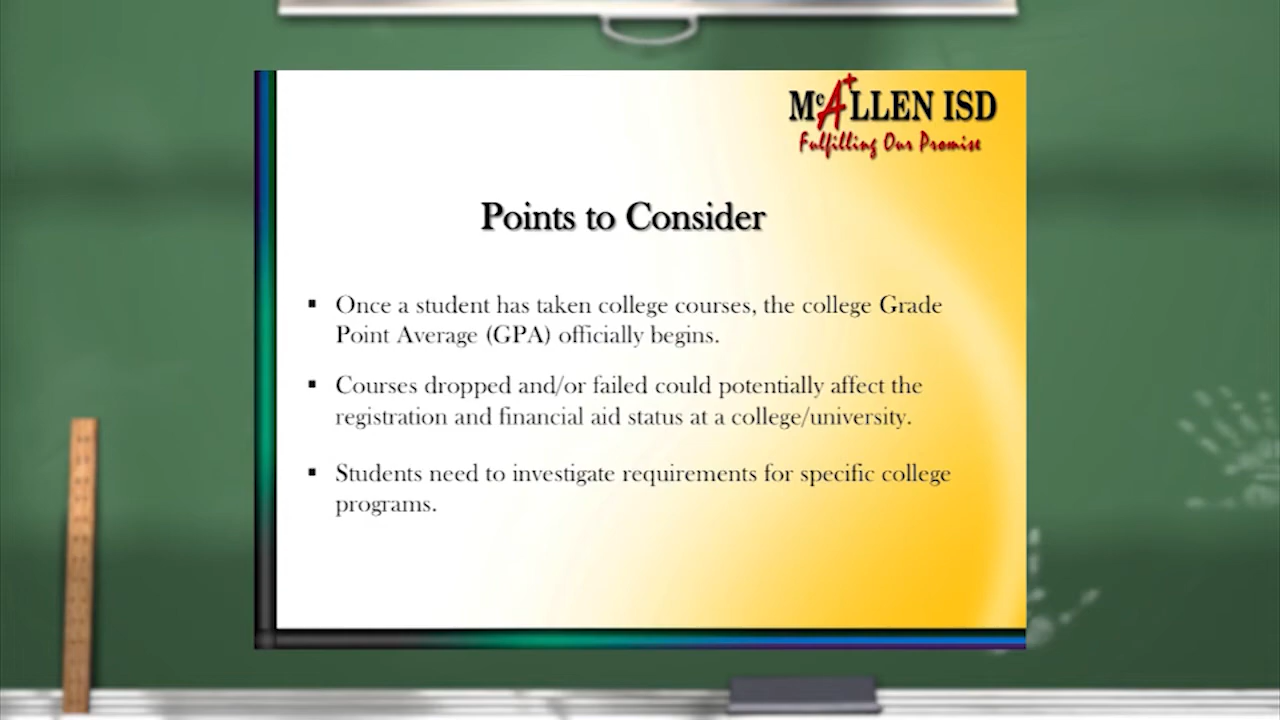 McALLEN ISD
Fulfilling Our Promise
Points to Consider
▪ Once a student has taken college courses, the college Grade
Point Average (GPA) officially begins.
▪ Courses dropped and/or failed could potentially affect the
registration and financial aid status at a college/university.
▪ Students need to investigate requirements for specific college
programs.